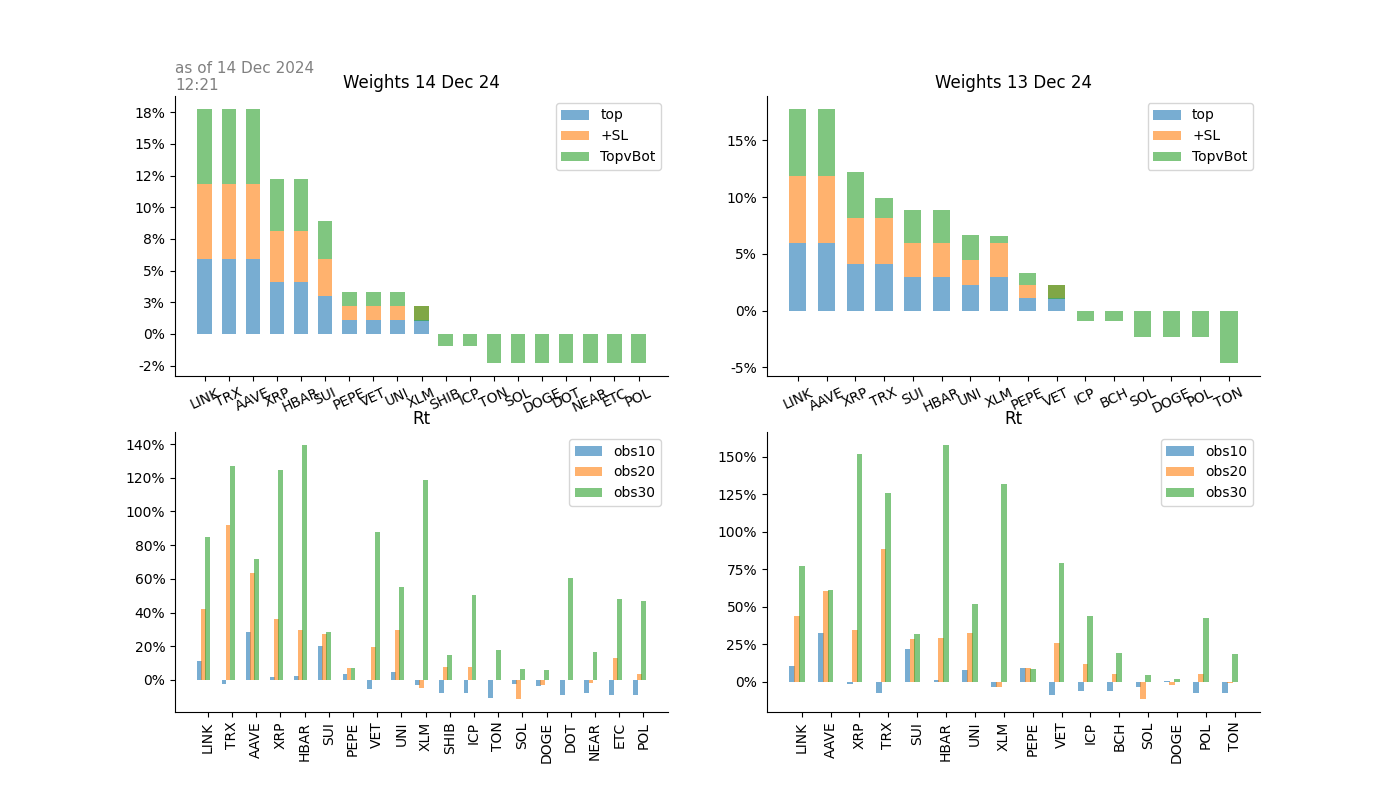 as of 14 Dec 2024
12:21
Weights 14 Dec 24
18%
15%
12%
10%
8%
5%
3%
0%
-2%
top
+SL
TopvBot
LINK TRX AAVE XRP HBAR SUI PEPE VET UNI XLM SHIB ICP TON SOL DOGE DOT NEAR ETC POL
Weights 13 Dec 24
15%
10%
5%
0%
-5%
top
+SL
TopvBot
LINK AAVE XRP TRX SUI HBAR UNI XLM PEPE VET ICP BCH SOL DOGE POL TON
Rt
140%
120%
100%
80%
60%
40%
20%
0%
obs10
obs20
obs30
LINK TRX AAVE XRP HBAR SUI PEPE VET UNI XLM SHIB ICP TON SOL DOGE DOT NEAR ETC POL
Rt
150%
125%
100%
75%
50%
25%
0%
obs10
obs20
obs30
LINK AAVE XRP TRX SUI HBAR UNI XLM PEPE VET ICP BCH SOL DOGE POL TON